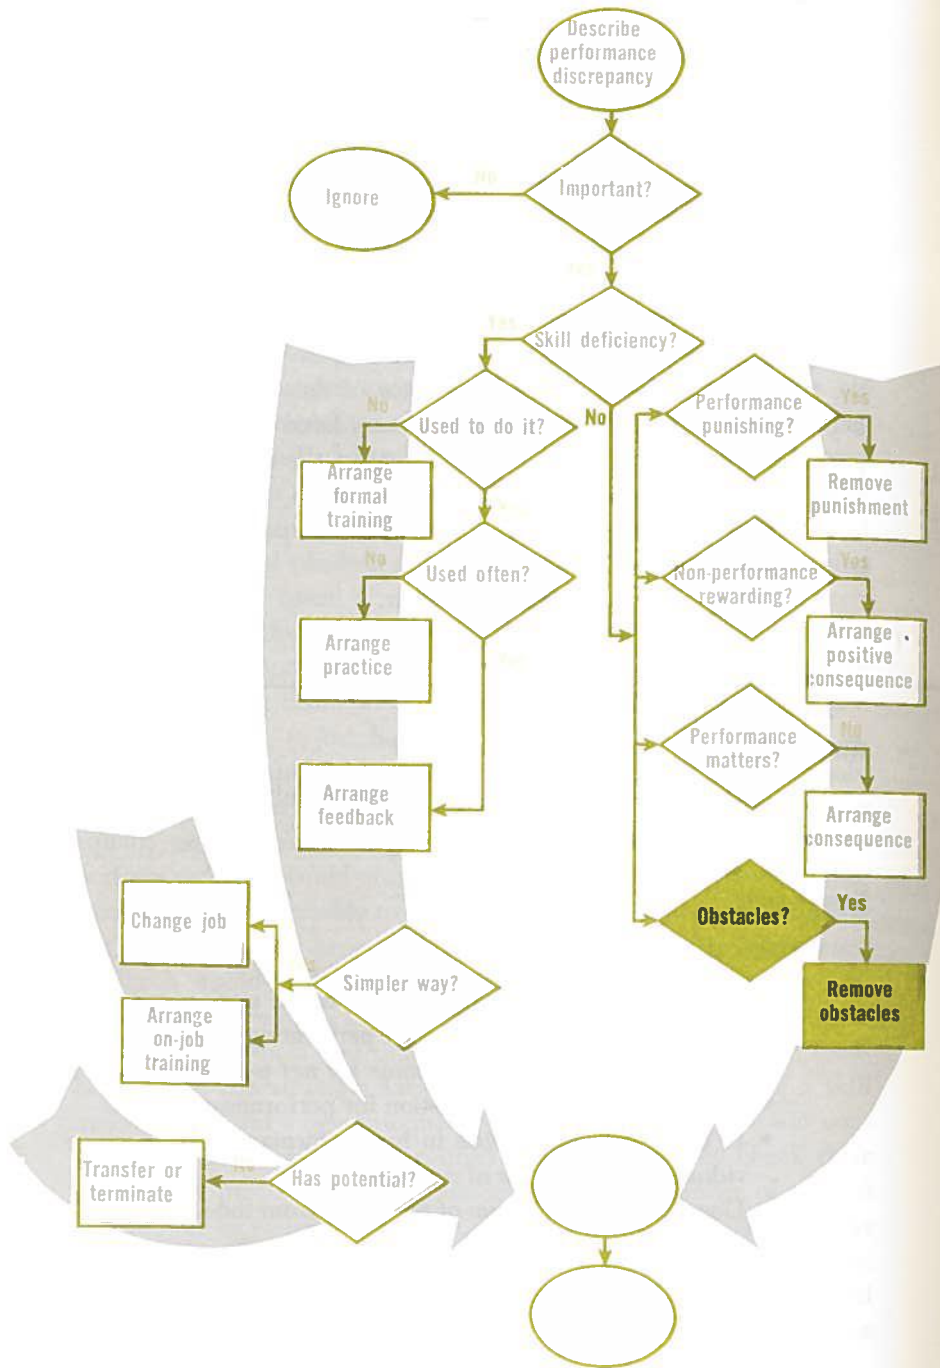 Describe
performance
discrepancy
Important?
No
Ignore
Skill deficiency?
Yes
No
Used to do it?
No
Arrange
formal
training
Used often?
No
Arrange
practice
Arrange
feedback
Performance
punishing?
Yes
Remove
punishment
Non-performance
rewarding?
Yes
Arrange
positive
consequence
Performance
matters?
No
Arrange
consequence
Obstacles?
Yes
Remove
obstacles
Simpler way?
Change job
Arrange
on-job
training
Has potential?
No
Transfer or
terminate